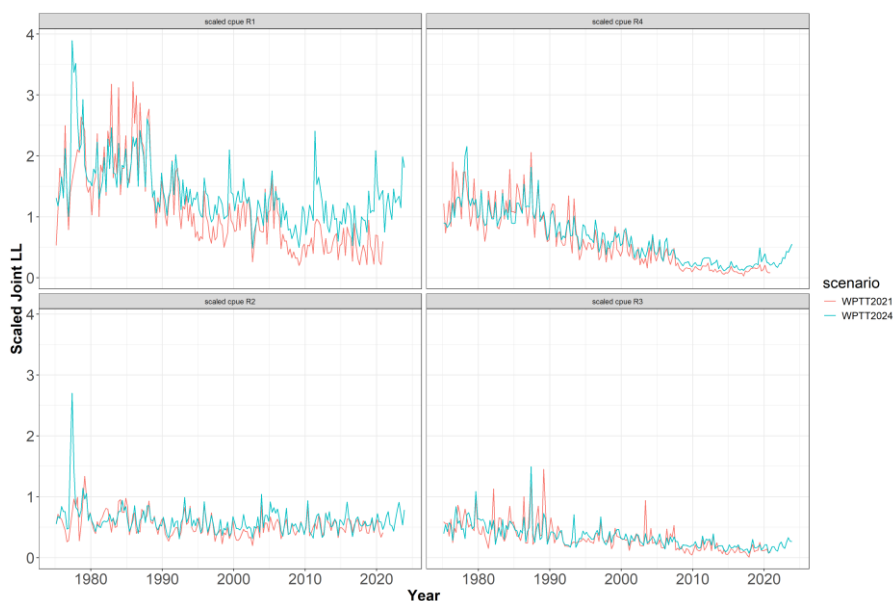 scaled cpue R1
scaled cpue R4
4
3
2
1
0
scaled cpue R2
scaled cpue R3
4
3
2
1
0
1980 1990 2000 2010 2020
1980 1990 2000 2010 2020
Year
Scaled Joint LL
scenario
WPTT2021
WPTT2024